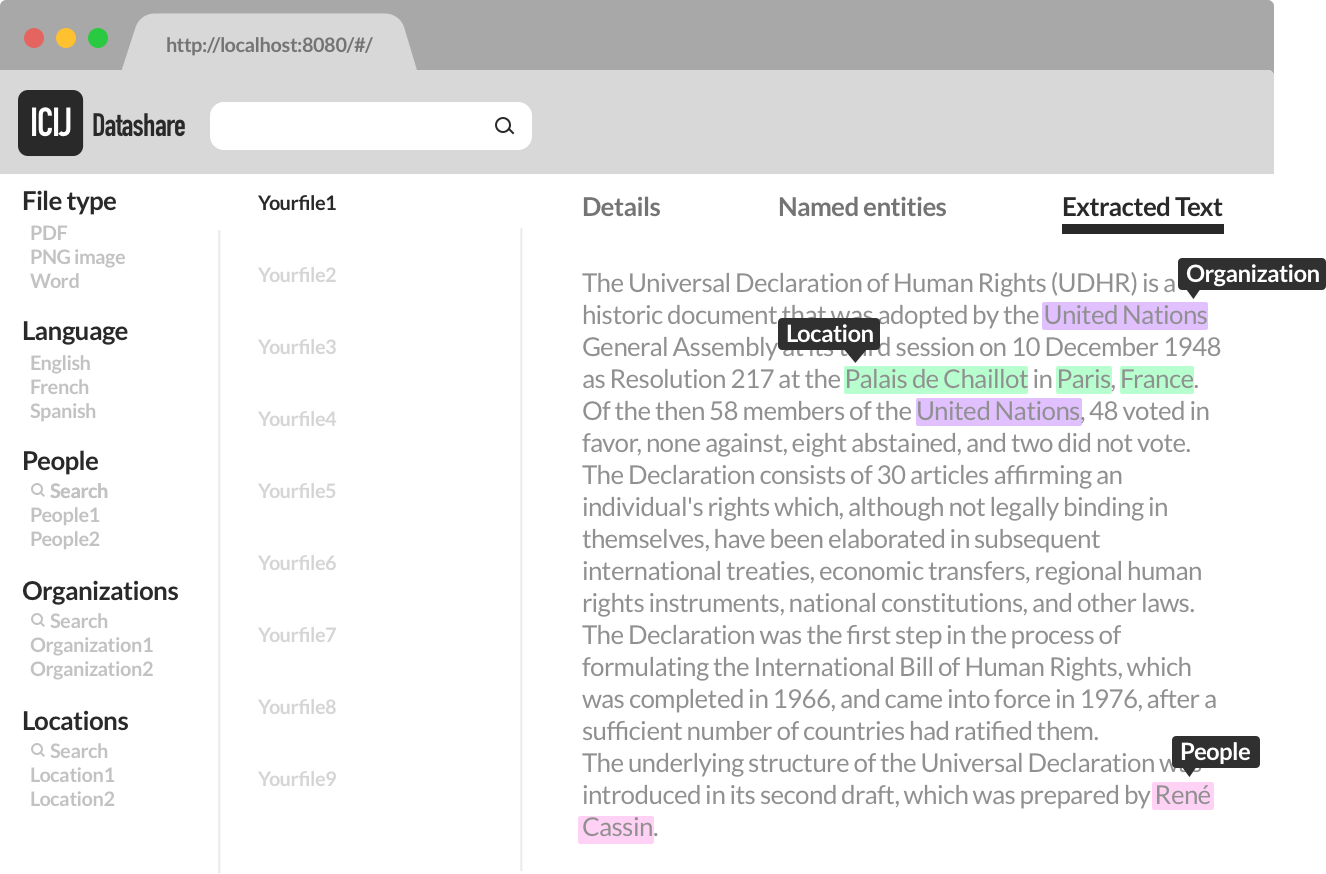 http://localhost:8080/#/
ICIJ Datashare
File type
PDF
PNG image
Word
Language
English
French
Spanish
People
Search
People1
People2
Organizations
Search
Organization1
Organization2
Locations
Search
Location1
Location2
Yourfile1
Yourfile2
Yourfile3
Yourfile4
Yourfile5
Yourfile6
Yourfile7
Yourfile8
Yourfile9
Details Named entities Extracted Text
Organization
The Universal Declaration of Human Rights (UDHR) is a
historic document that was adopted by the United Nations
Location
General Assembly at its third session on 10 December 1948
as Resolution 217 at the Palais de Chaillot in Paris, France.
Of the then 58 members of the United Nations, 48 voted in
favor, none against, eight abstained, and two did not vote.
The Declaration consists of 30 articles affirming an
individual's rights which, although not legally binding in
themselves, have been elaborated in subsequent
international treaties, economic transfers, regional human
rights instruments, national constitutions, and other laws.
The Declaration was the first step in the process of
formulating the International Bill of Human Rights, which
was completed in 1966, and came into force in 1976, after a
sufficient number of countries had ratified them.
People
The underlying structure of the Universal Declaration was
introduced in its second draft, which was prepared by René
Cassin.